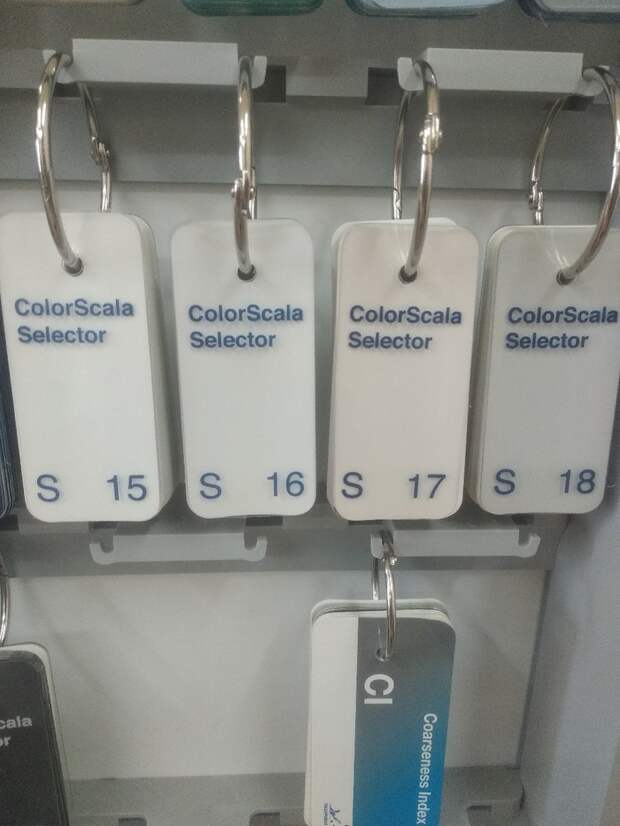 ColorScala
Selector
S 15
ColorScala
Selector
S 16
ColorScala
Selector
S 17
ColorScala
Selector
S 18
CI
Coarseness Index